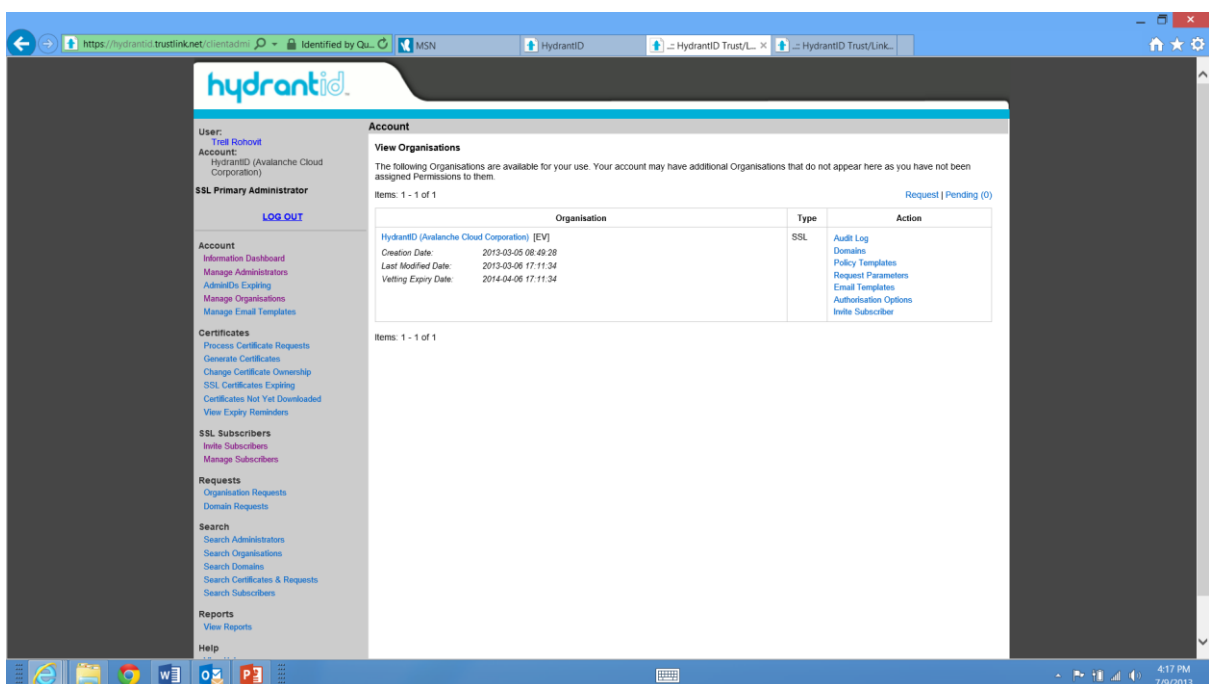 https://hydrantid.trustlink.net/clientadmi
Identified by Qu...
MSN
HydrantID
..: HydrantID Trust/L...
..: HydrantID Trust/Link...
hydrantid
User:
Trell Rohovit
Account:
HydrantID (Avalanche Cloud
Corporation)
SSL Primary Administrator
LOG OUT
Account
Information Dashboard
Manage Administrators
AdminIDs Expiring
Manage Organisations
Manage Email Templates
Certificates
Process Certificate Requests
Generate Certificates
Change Certificate Ownership
SSL Certificates Expiring
Certificates Not Yet Downloaded
View Expiry Reminders
SSL Subscribers
Invite Subscribers
Manage Subscribers
Requests
Organisation Requests
Domain Requests
Search
Search Administrators
Search Organisations
Search Domains
Search Certificates & Requests
Search Subscribers
Reports
View Reports
Help
Account
View Organisations
The following Organisations are available for your use. Your account may have additional Organisations that do not appear here as you have not been
assigned Permissions to them.
Items: 1 - 1 of 1
Request | Pending (0)
Organisation Type Action
HydrantID (Avalanche Cloud Corporation) [EV]
Creation Date: 2013-03-05 08:49:28
Last Modified Date: 2013-03-06 17:11:34
Vetting Expiry Date: 2014-04-06 17:11:34
SSL
Audit Log
Domains
Policy Templates
Request Parameters
Email Templates
Authorisation Options
Invite Subscriber
Items: 1 - 1 of 1
4:17 PM
7/9/2013